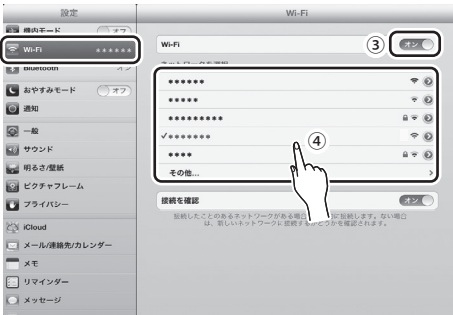 設定
Wi-Fi
機内モード
オフ
Wi-Fi ******
Bluetooth オン
おやすみモード オフ
通知
一般
サウンド
明るさ/壁紙
ピクチャフレーム
プライバシー
iCloud
メール/連絡先/カレンダー
メモ
リマインダー
メッセージ
Wi-Fi ③ オン
ネットワークを選択
******
*****
*********
✓*******
④
****
その他...
接続を確認 オン
接続したことのあるネットワークがある場合
に接続します。ない場合
は、新しいネットワークに接続するかどうかを確認されます。